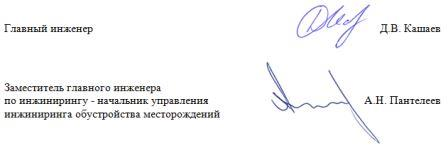 Главный инженер Д.В. Кашаев
Заместитель главного инженера
по инжинирингу - начальник управления А.Н. Пантелеев
инжиниринга обустройства месторождений